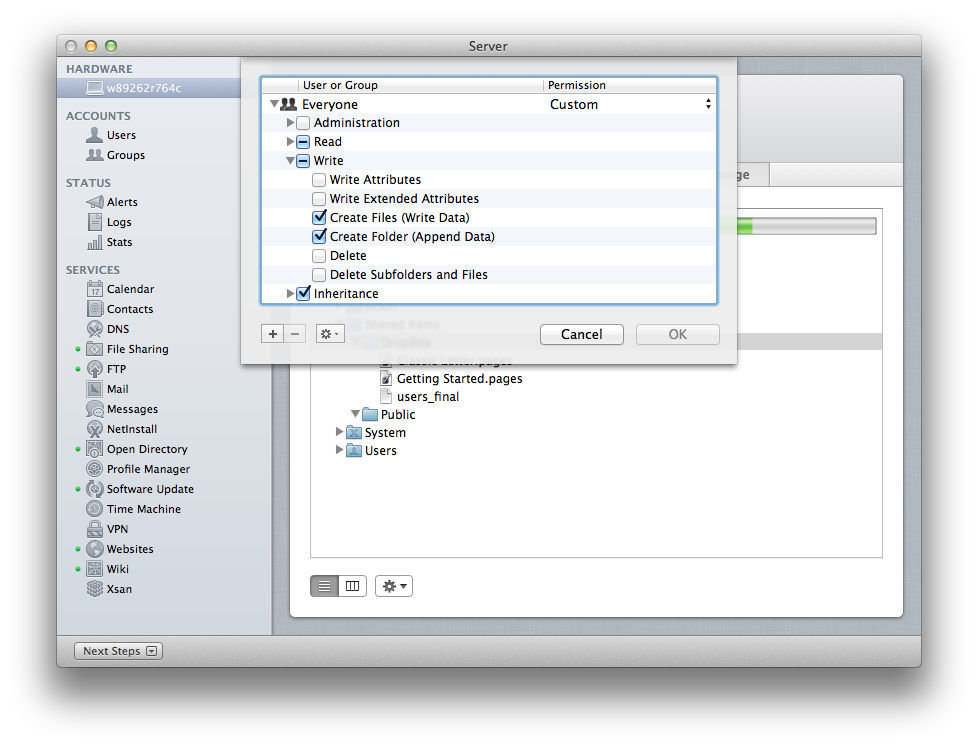 Server
HARDWARE
w89262r764c
ACCOUNTS
Users
Groups
STATUS
Alerts
Logs
Stats
SERVICES
Calendar
Contacts
DNS
File Sharing
FTP
Mail
Messages
NetInstall
Open Directory
Profile Manager
Software Update
Time Machine
VPN
Websites
Wiki
Xsan
Next Steps
User or Group Permission
Everyone Custom
Administration
Read
Write
Write Attributes
Write Extended Attributes
Create Files (Write Data)
Create Folder (Append Data)
Delete
Delete Subfolders and Files
Inheritance
Cancel OK
ge
Shared Items
DropBox
Classic Letter.pages
Getting Started.pages
users_final
Public
System
Users